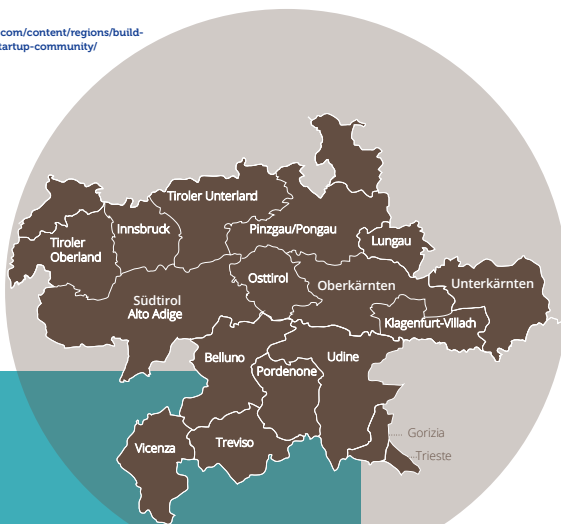 com/content/regions/build-
tartup-community/
Tiroler Unterland
Innsbruck
Pinzgau/Pongau
Tiroler
Oberland
Lungau
Osttirol
Oberkärnten
Unterkärnten
Südtirol
Alto Adige
Klagenfurt-Villach
Belluno
Udine
Pordenone
Gorizia
Vicenza
Treviso
Trieste